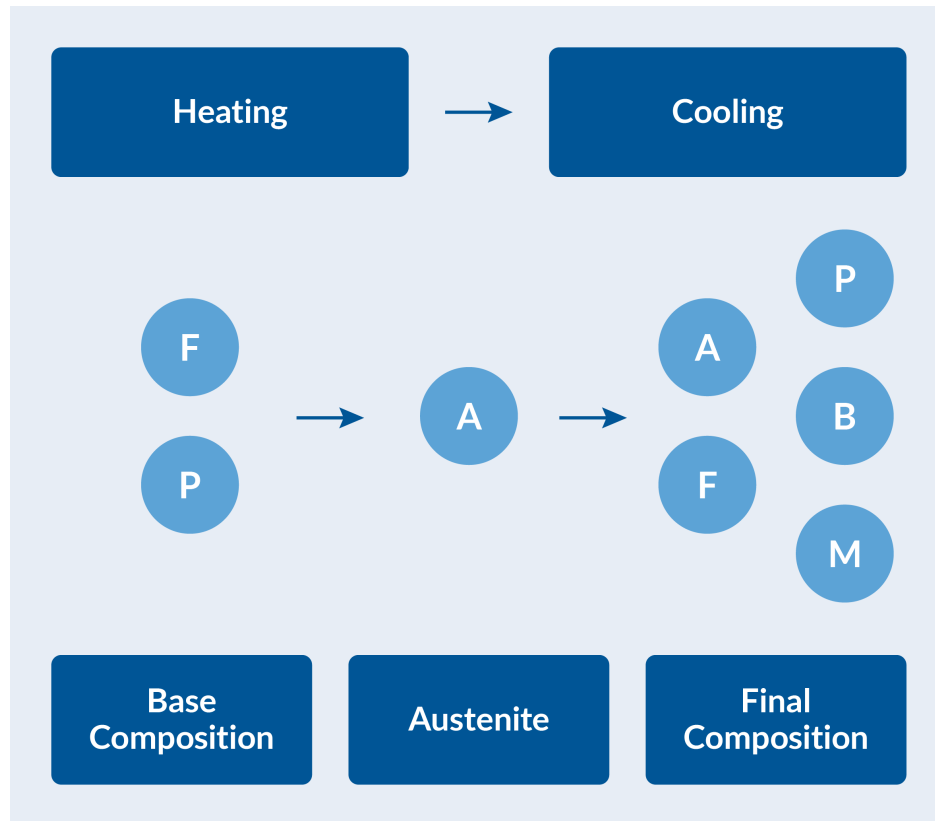 Heating
Cooling
F
P
A
A
F
P
B
M
Base
Composition
Austenite
Final
Composition